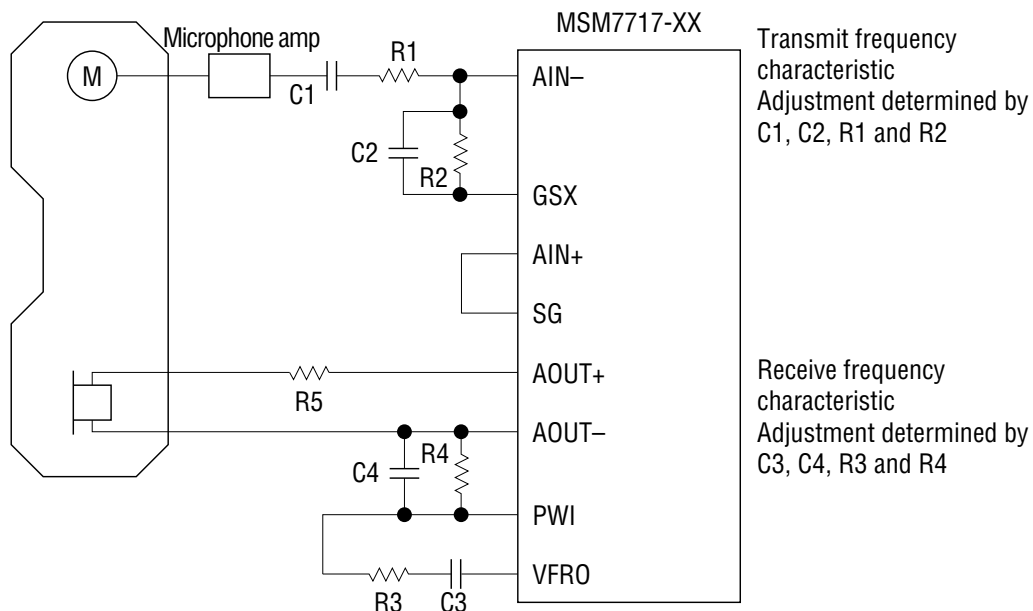 MSM7717-XX
Microphone amp
M
C1
R1
AIN–
C2
R2
GSX
AIN+
SG
R5
AOUT+
AOUT–
C4
R4
PWI
R3
C3
VFRO
Transmit frequency
characteristic
Adjustment determined by
C1, C2, R1 and R2
Receive frequency
characteristic
Adjustment determined by
C3, C4, R3 and R4